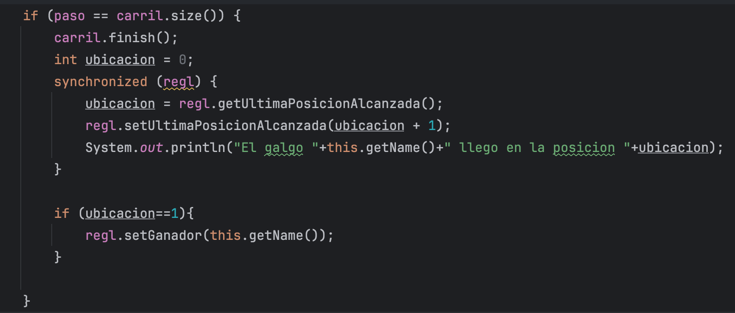 if (paso == carril.size()) {
carril.finish();
int ubicacion = 0;
synchronized (regl) {
ubicacion = regl.getUltimaPosicionAlcanzada();
regl.setUltimaPosicionAlcanzada(ubicacion + 1);
System.out.println("El galgo "+this.getName()+" llego en la posicion "+ubicacion);
}
if (ubicacion==1){
regl.setGanador(this.getName());
}
}